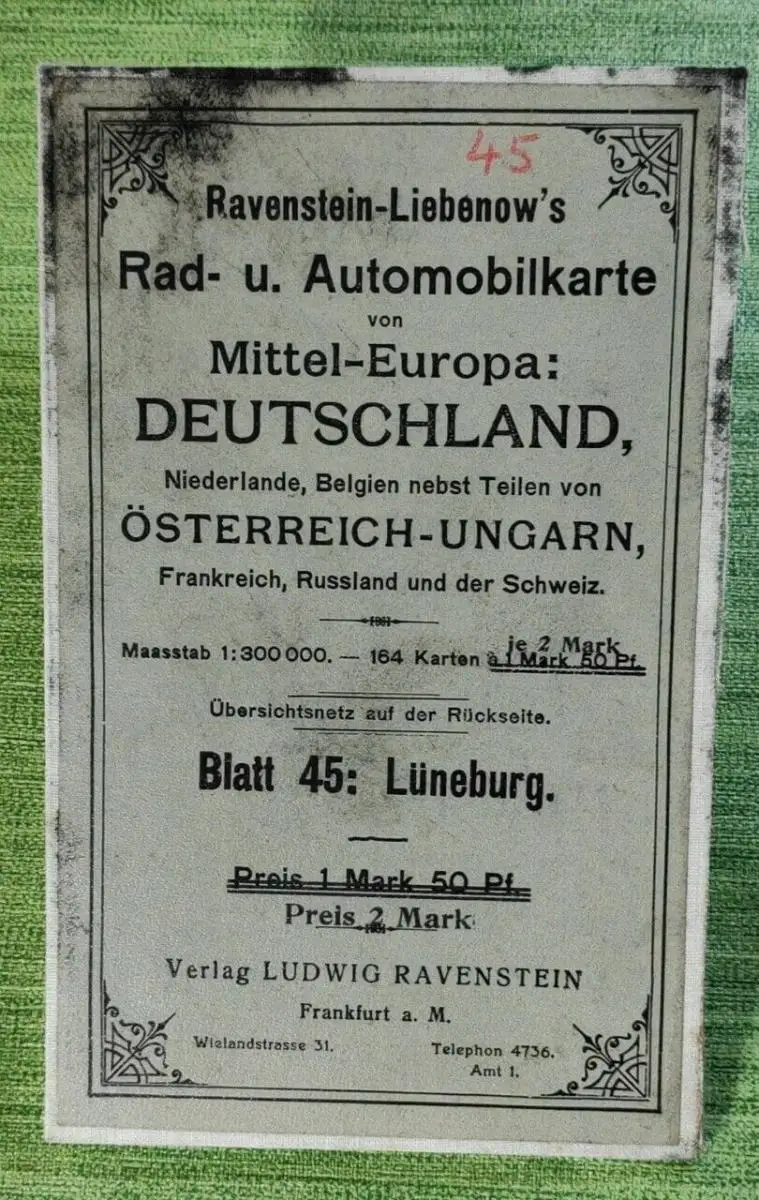 45
Ravenstein-Liebenow's
Rad- u. Automobilkarte
von
Mittel-Europa:
DEUTSCHLAND,
Niederlande, Belgien nebst Teilen von
ÖSTERREICH-UNGARN,
Frankreich, Russland und der Schweiz.
je 2 Mark
Maasstab 1:300 000. — 164 Karten à 1 Mark 50 Pf.
Übersichtsnetz auf der Rückseite.
Blatt 45: Lüneburg.
Preis 1 Mark 50 Pf.
Preis 2 Mark
Verlag LUDWIG RAVENSTEIN
Frankfurt a. M.
Wielandstrasse 31. Telephon 4736.
Amt 1.